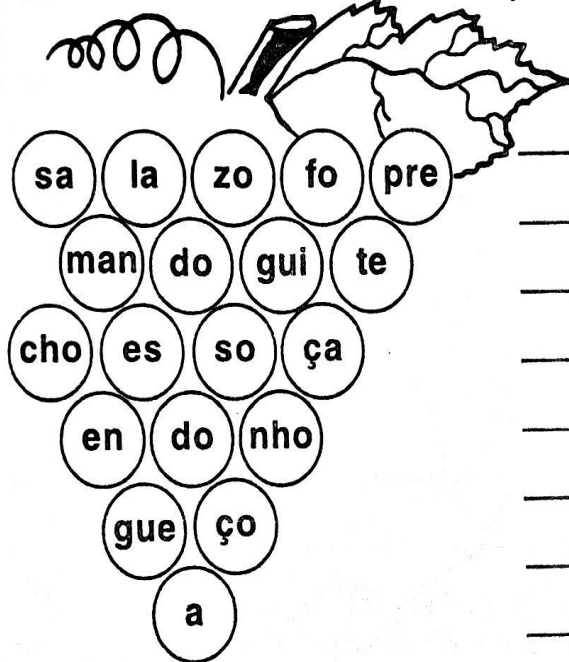 sa la zo fo pre
man do gui te
cho es so ça
en do nho
gue ço
a